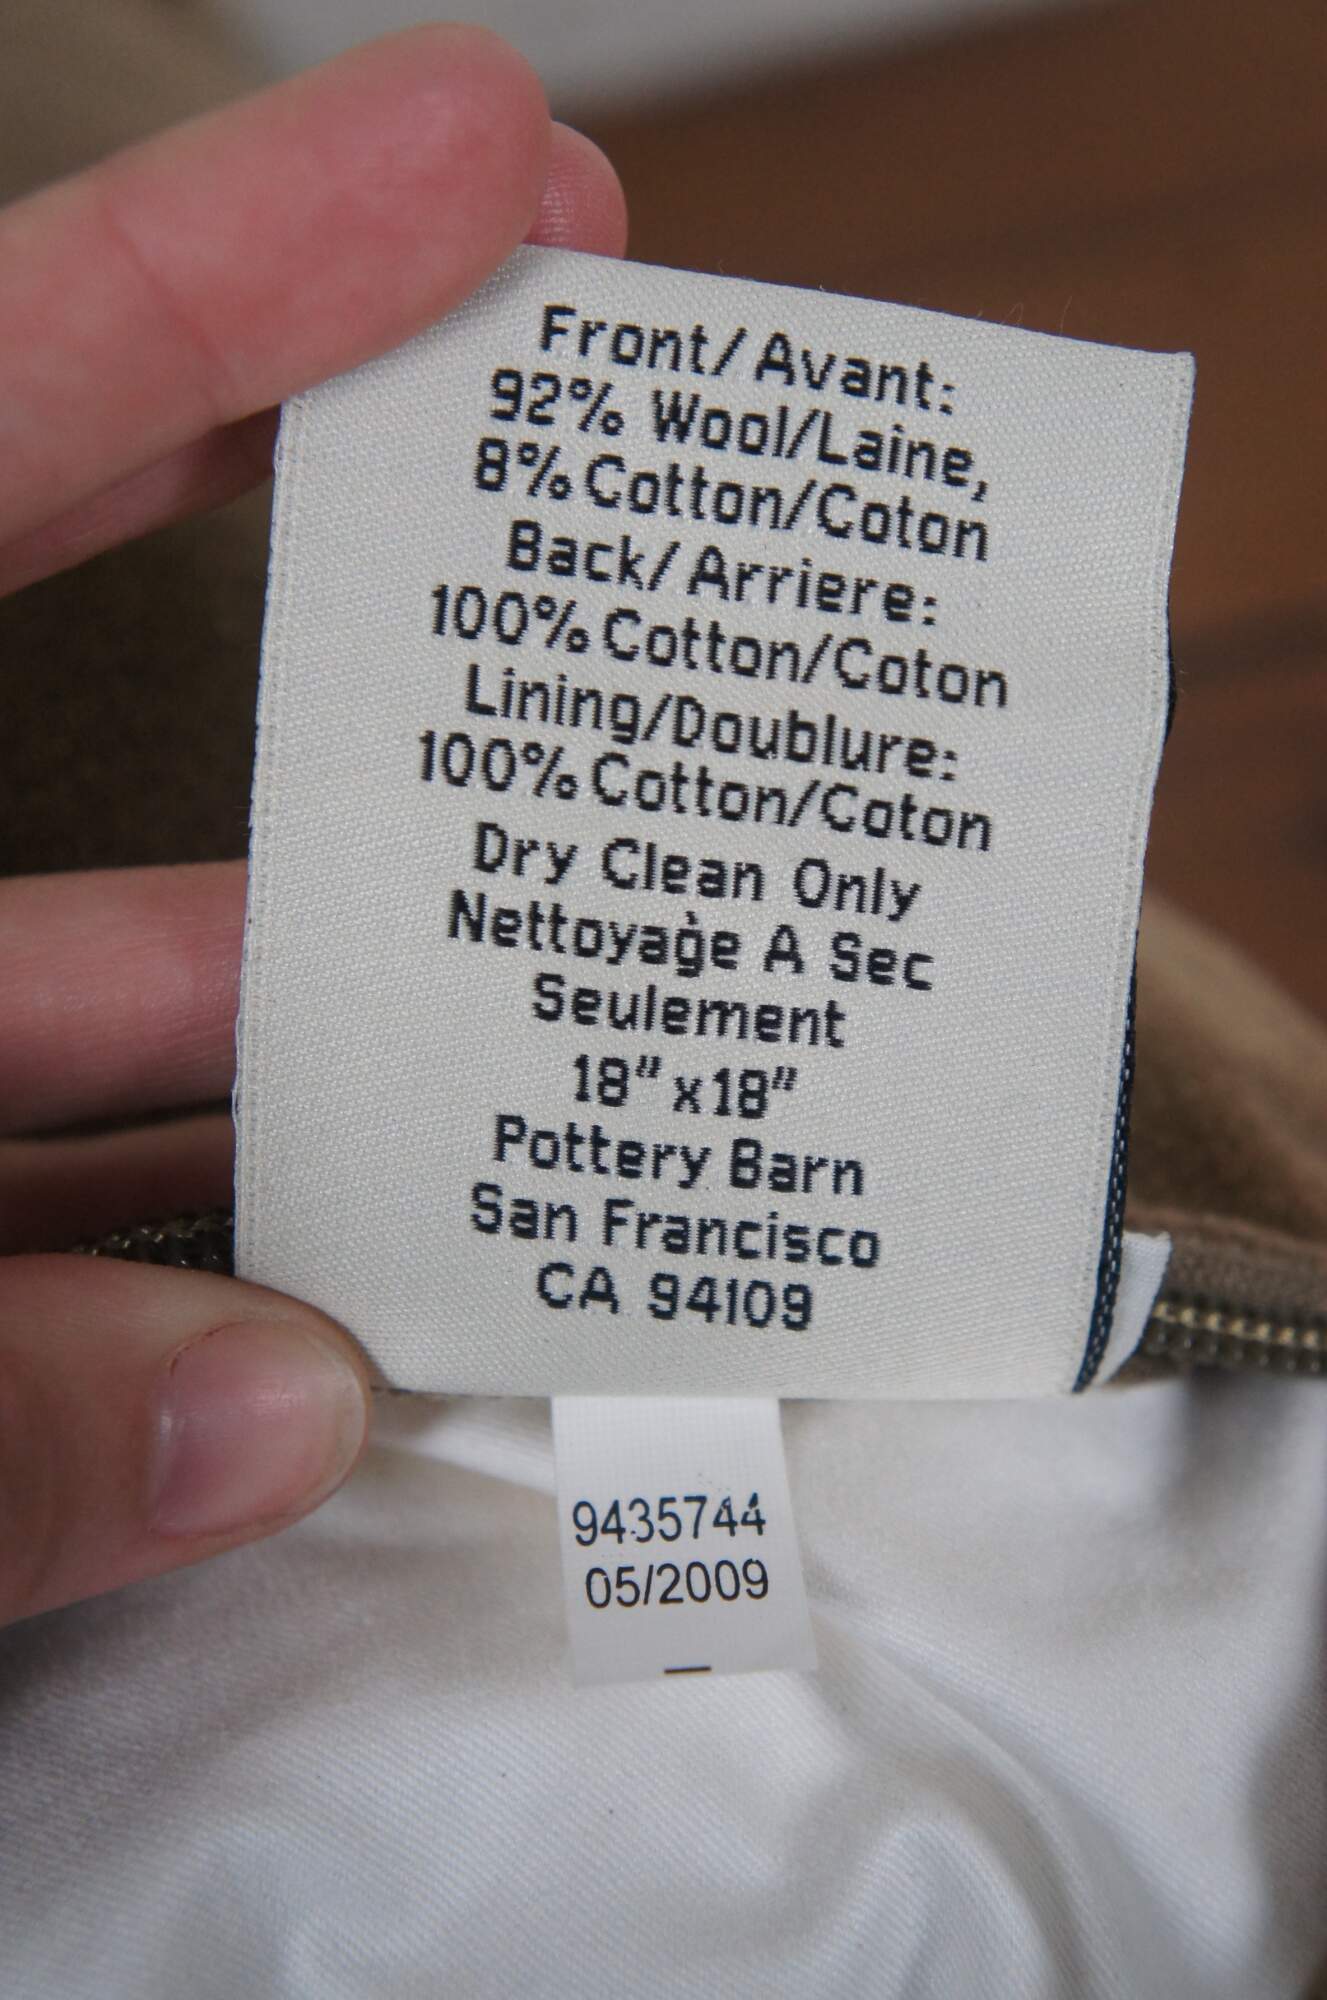 Front/Avant:
92% Wool/Laine,
8% Cotton/Coton
Back/Arriere:
100% Cotton/Coton
Lining/Doublure:
100% Cotton/Coton
Dry Clean Only
Nettoyage̊ A Sec
Seulement
18" x 18"
Pottery Barn
San Francisco
CA 94109
9435744
05/2009